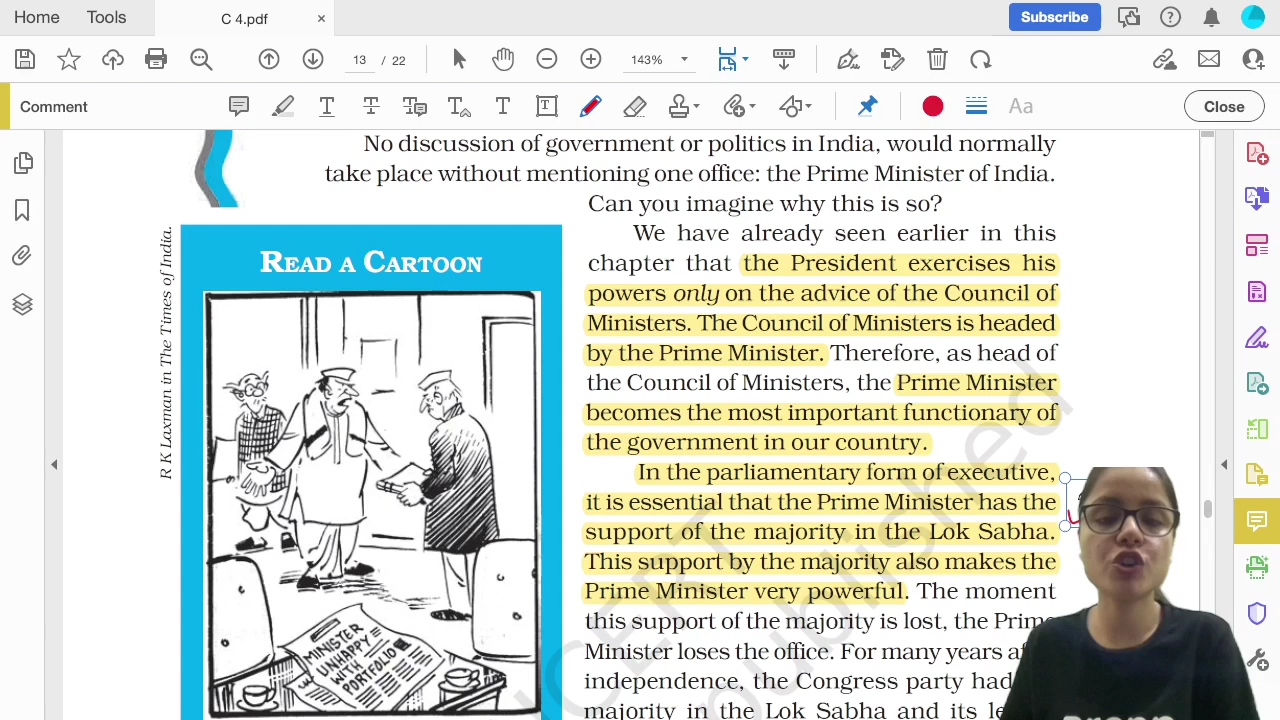 Home
Tools
C 4.pdf
×
Subscribe
13 / 22
143%
Comment
Aa
Close
No discussion of government or politics in India, would normally
take place without mentioning one office: the Prime Minister of India.
Can you imagine why this is so?
We have already seen earlier in this
chapter that the President exercises his
powers only on the advice of the Council of
Ministers. The Council of Ministers is headed
by the Prime Minister. Therefore, as head of
the Council of Ministers, the Prime Minister
becomes the most important functionary of
the government in our country.
In the parliamentary form of executive,
it is essential that the Prime Minister has the
support of the majority in the Lok Sabha.
This support by the majority also makes the
Prime Minister very powerful. The moment
this support of the majority is lost, the Prime
Minister loses the office. For many years
independence, the Congress party had
majority in the Lok Sabha and its
R K Laxman in The Times of India.
READ A CARTOON
MINISTER
UNHAPPY
WITH
PORTFOLIO
published